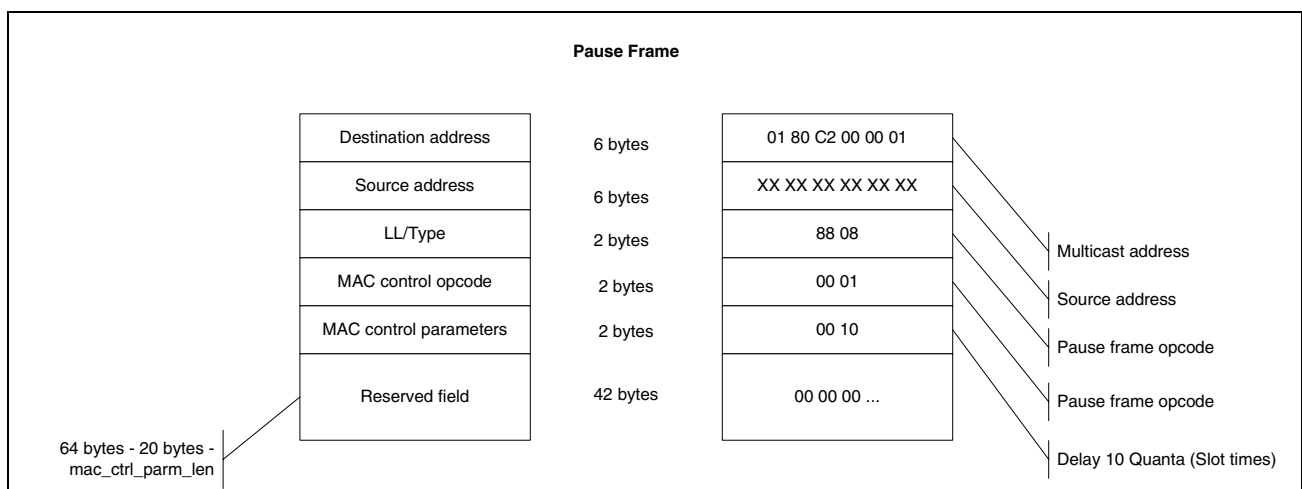 Pause Frame
Destination address 6 bytes 01 80 C2 00 00 01
Source address 6 bytes XX XX XX XX XX XX
LL/Type 2 bytes 88 08
MAC control opcode 2 bytes 00 01
MAC control parameters 2 bytes 00 10
Reserved field 42 bytes 00 00 00 ...
Multicast address
Source address
Pause frame opcode
Pause frame opcode
Delay 10 Quanta (Slot times)
64 bytes - 20 bytes -
mac_ctrl_parm_len